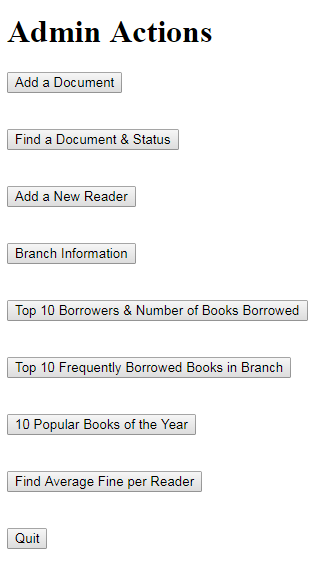 Admin Actions
Add a Document
Find a Document & Status
Add a New Reader
Branch Information
Top 10 Borrowers & Number of Books Borrowed
Top 10 Frequently Borrowed Books in Branch
10 Popular Books of the Year
Find Average Fine per Reader
Quit